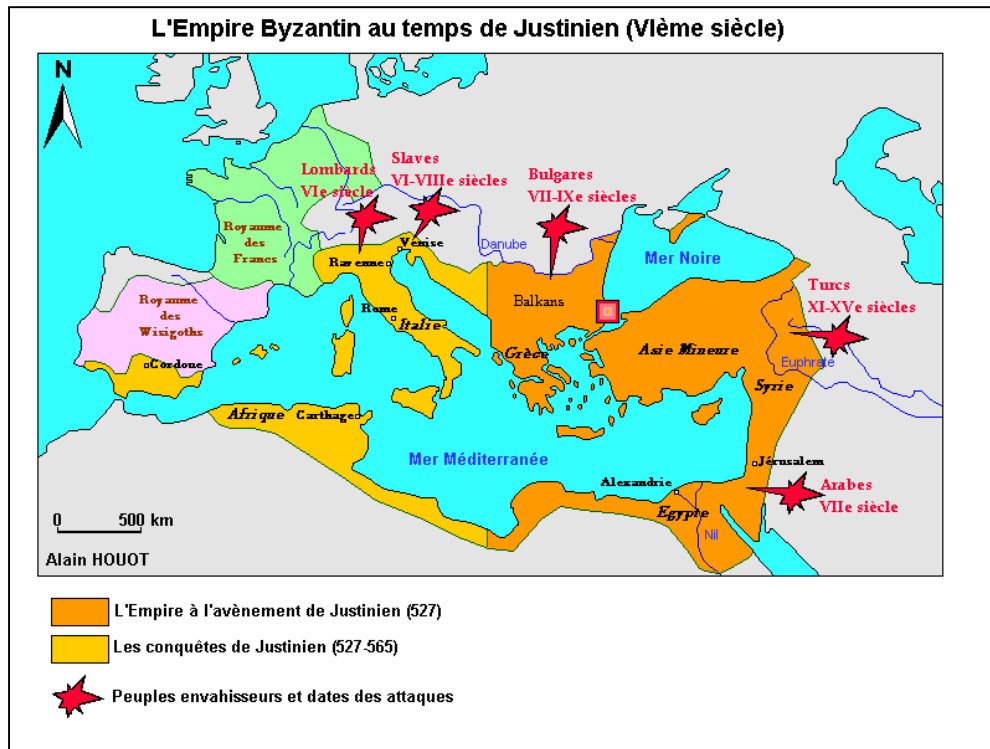 L'Empire Byzantin au temps de Justinien (VIème siècle)
N
Lombards
VIe siècle
Slaves
VI-VIIIe siècles
Bulgares
VII-IXe siècles
Royaume
des
Francs
Venise
Danube
Ravenne
Mer Noire
Turcs
XI-XVe siècles
Royaume
des
Wisigoths
Balkans
Rome
Italie
Grèce
Asie Mineure
Euphrate
Cordoue
Syrie
Afrique
Carthage
Mer Méditerranée
Jérusalem
Alexandrie
Arabes
VIIe siècle
Egypte
Nil
0 500 km
Alain HOUOT
L'Empire à l'avènement de Justinien (527)
Les conquêtes de Justinien (527-565)
Peuples envahisseurs et dates des attaques